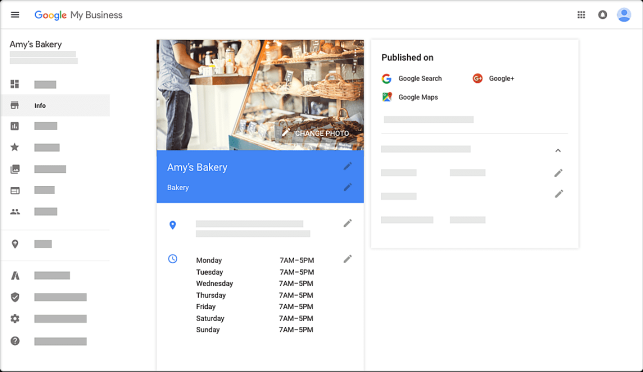 Google My Business
Amy's Bakery
Info
CHANGE PHOTO
Amy's Bakery
Bakery
Monday 7AM–5PM
Tuesday 7AM–5PM
Wednesday 7AM–5PM
Thursday 7AM–5PM
Friday 7AM–5PM
Saturday 7AM–5PM
Sunday 7AM–5PM
Published on
Google Search Google+
Google Maps